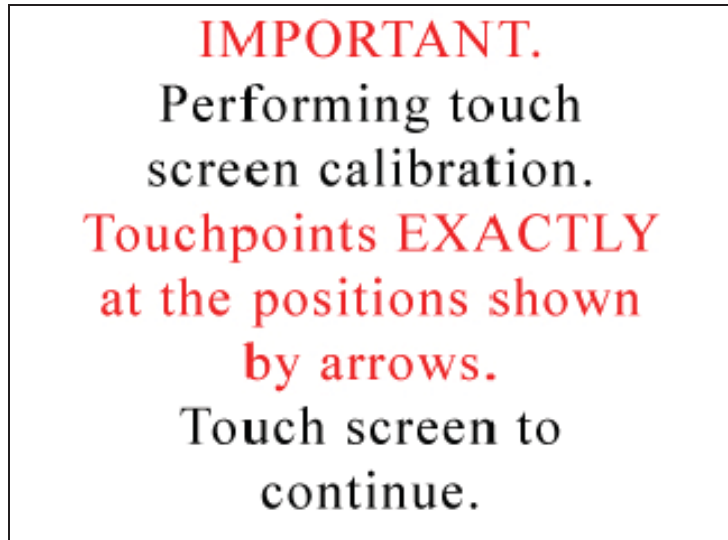 IMPORTANT.
Performing touch
screen calibration.
Touchpoints EXACTLY
at the positions shown
by arrows.
Touch screen to
continue.